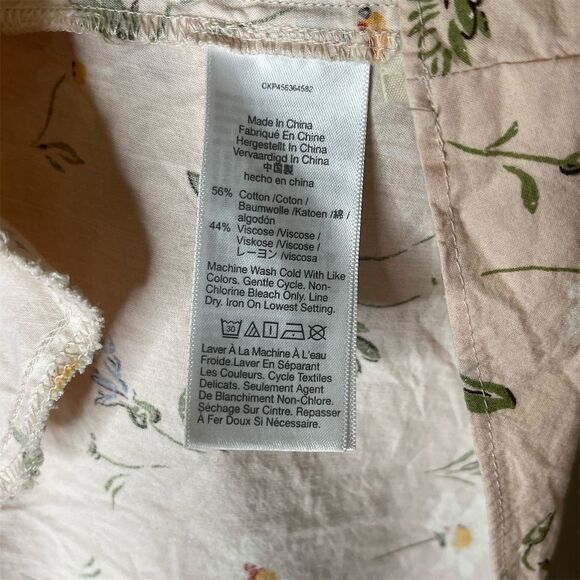 CKP456364582
Made In China
Fabriqué En Chine
Hergestellt In China
Vervaardigd In China
中国製
hecho en china
56% Cotton /Coton /
Baumwolle /Katoen /綿 /
algodón
44% Viscose /Viscose /
Viskose /Viscose /
レーヨン /viscosa
Machine Wash Cold With Like
Colors. Gentle Cycle. Non-
Chlorine Bleach Only. Line
Dry. Iron On Lowest Setting.
30
Laver À La Machine À L'eau
Froide.Laver En Séparant
Les Couleurs. Cycle Textiles
Delicats. Seulement Agent
De Blanchiment Non-Chlore.
Séchage Sur Cintre. Repasser
À Fer Doux Si Nécessaire.